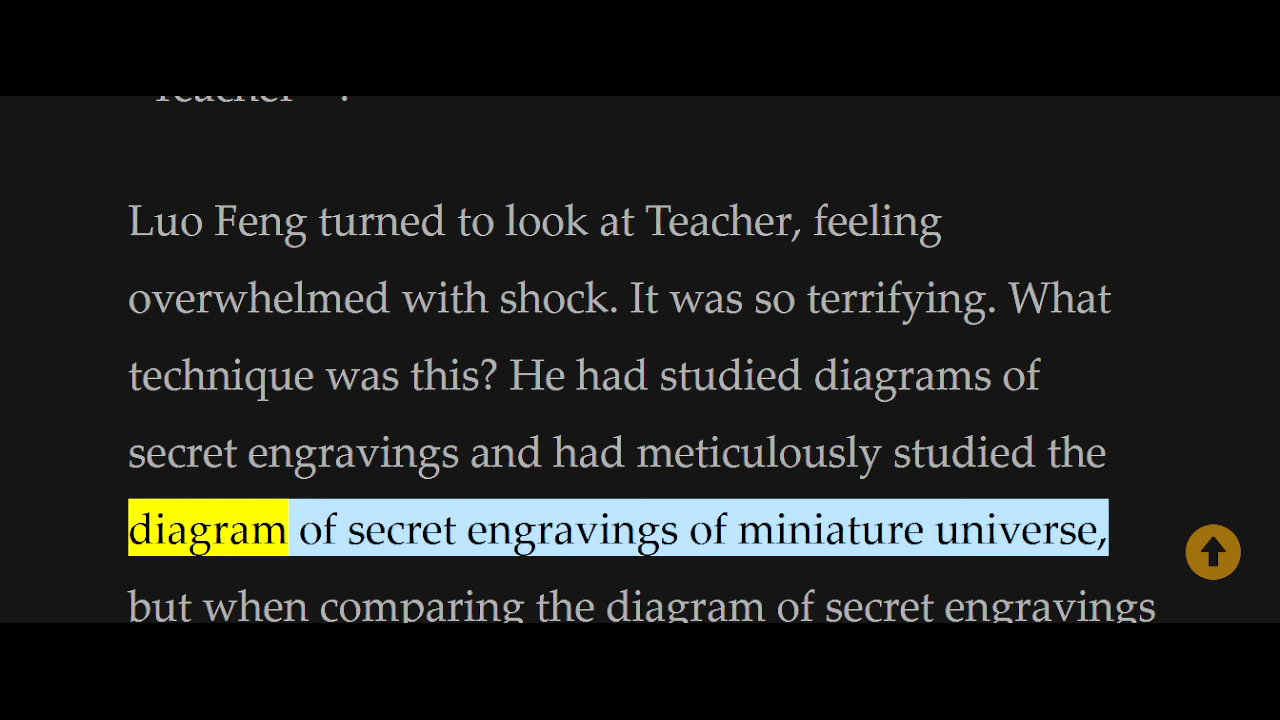 Teacher
Luo Feng turned to look at Teacher, feeling
overwhelmed with shock. It was so terrifying. What
technique was this? He had studied diagrams of
secret engravings and had meticulously studied the
diagram of secret engravings of miniature universe,
but when comparing the diagram of secret engravings